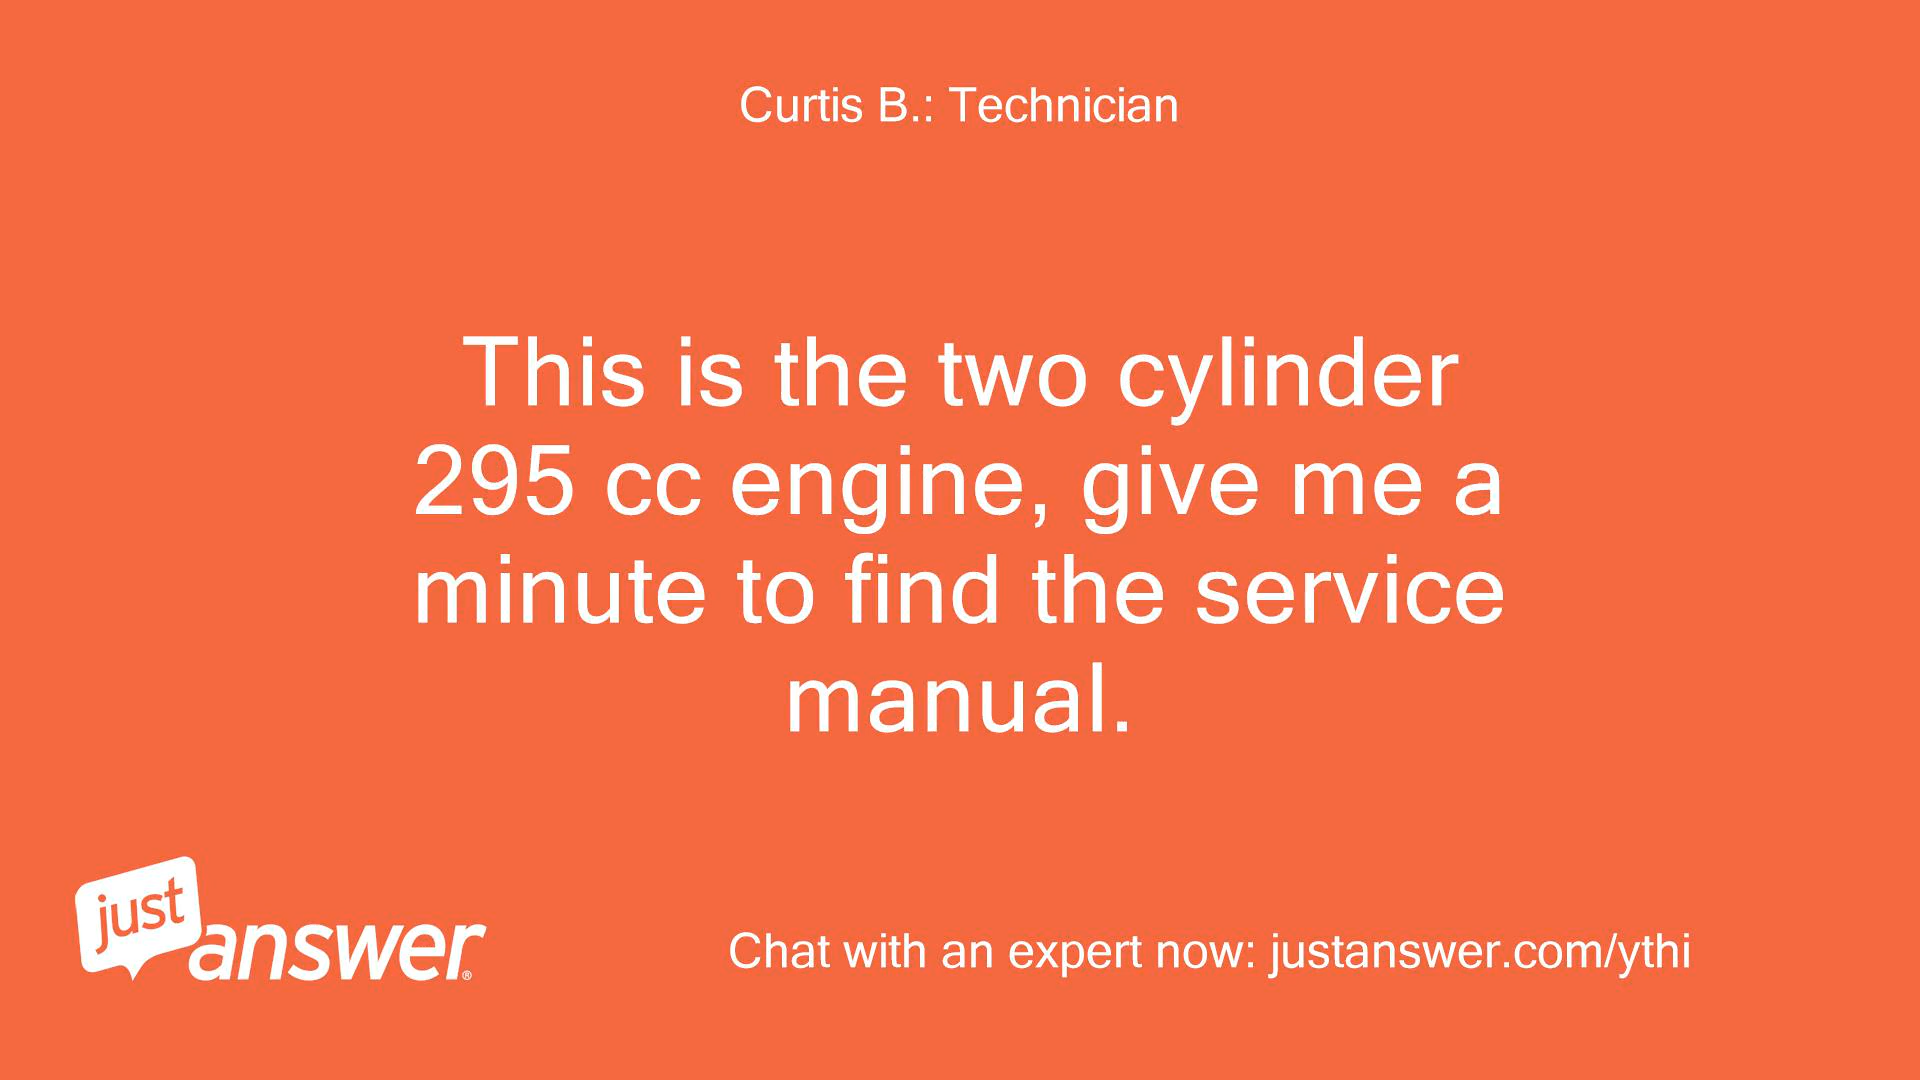 Curtis B.: Technician
This is the two cylinder
295 cc engine, give me a
minute to find the service
manual.
just
answer®
Chat with an expert now: justanswer.com/ythi